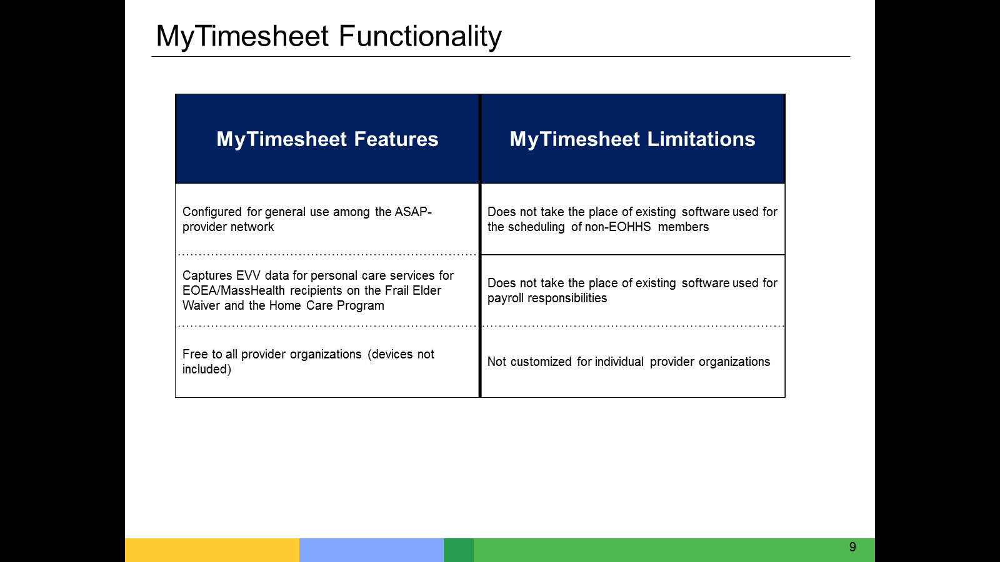 MyTimesheet Functionality
MyTimesheet Features
MyTimesheet Limitations
Configured for general use among the ASAP-
provider network
Does not take the place of existing software used for
the scheduling of non-EOHHS members
Captures EVV data for personal care services for
EOEA/MassHealth recipients on the Frail Elder
Waiver and the Home Care Program
Does not take the place of existing software used for
payroll responsibilities
Free to all provider organizations (devices not
included)
Not customized for individual provider organizations
9